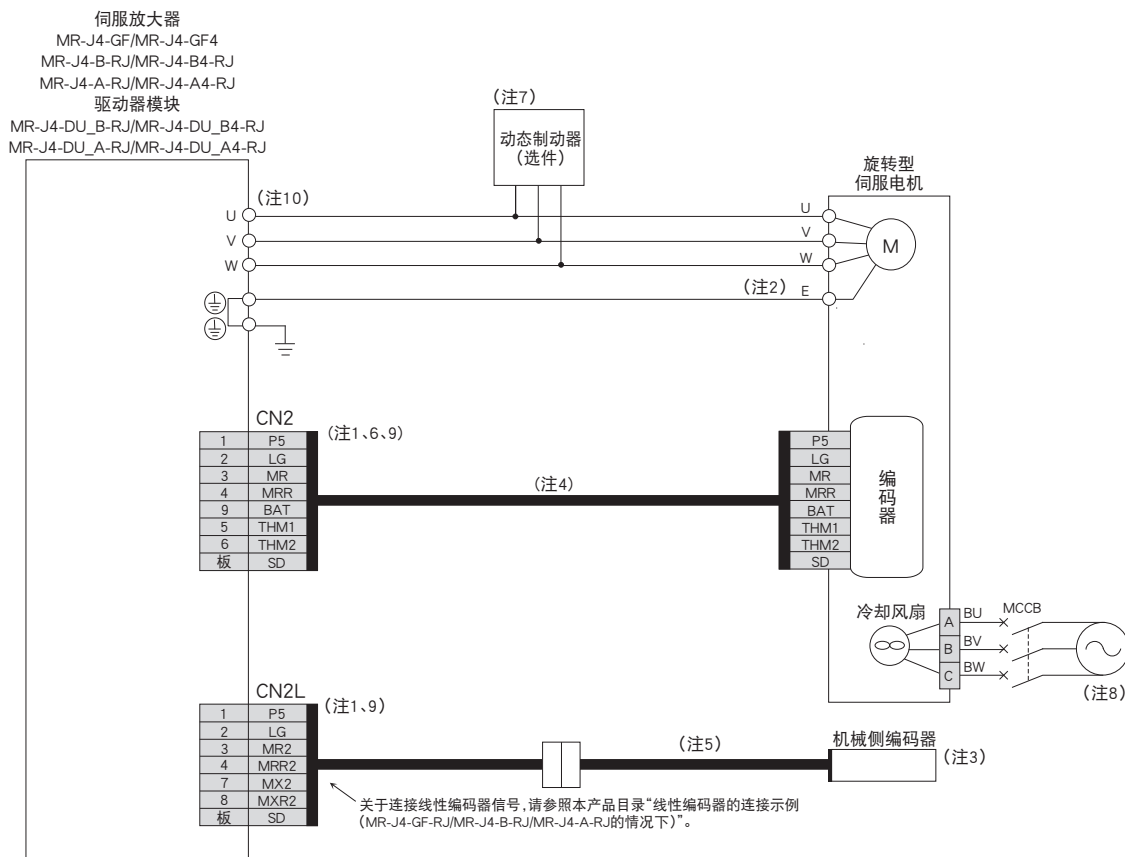 伺服放大器
MR-J4-GF/MR-J4-GF4
MR-J4-B-RJ/MR-J4-B4-RJ
MR-J4-A-RJ/MR-J4-A4-RJ
驱动器模块
MR-J4-DU_B-RJ/MR-J4-DU_B4-RJ
MR-J4-DU_A-RJ/MR-J4-DU_A4-RJ
(注7)
动态制动器
(选件)
旋转型
伺服电机
(注10)
U
V
W
U
V
W
M
(注2)
E
CN2
(注1、6、9)
1 P5
2 LG
3 MR
4 MRR
9 BAT
5 THM1
6 THM2
板 SD
(注4)
P5
LG
MR
MRR
BAT
THM1
THM2
SD
编码器
冷却风扇
A
B
C
BU
BV
BW
MCCB
(注8)
CN2L
(注1、9)
1 P5
2 LG
3 MR2
4 MRR2
7 MX2
8 MXR2
板 SD
(注5)
机械侧编码器
(注3)
关于连接线性编码器信号,请参照本产品目录“线性编码器的连接示例
(MR-J4-GF-RJ/MR-J4-B-RJ/MR-J4-A-RJ的情况下)”。